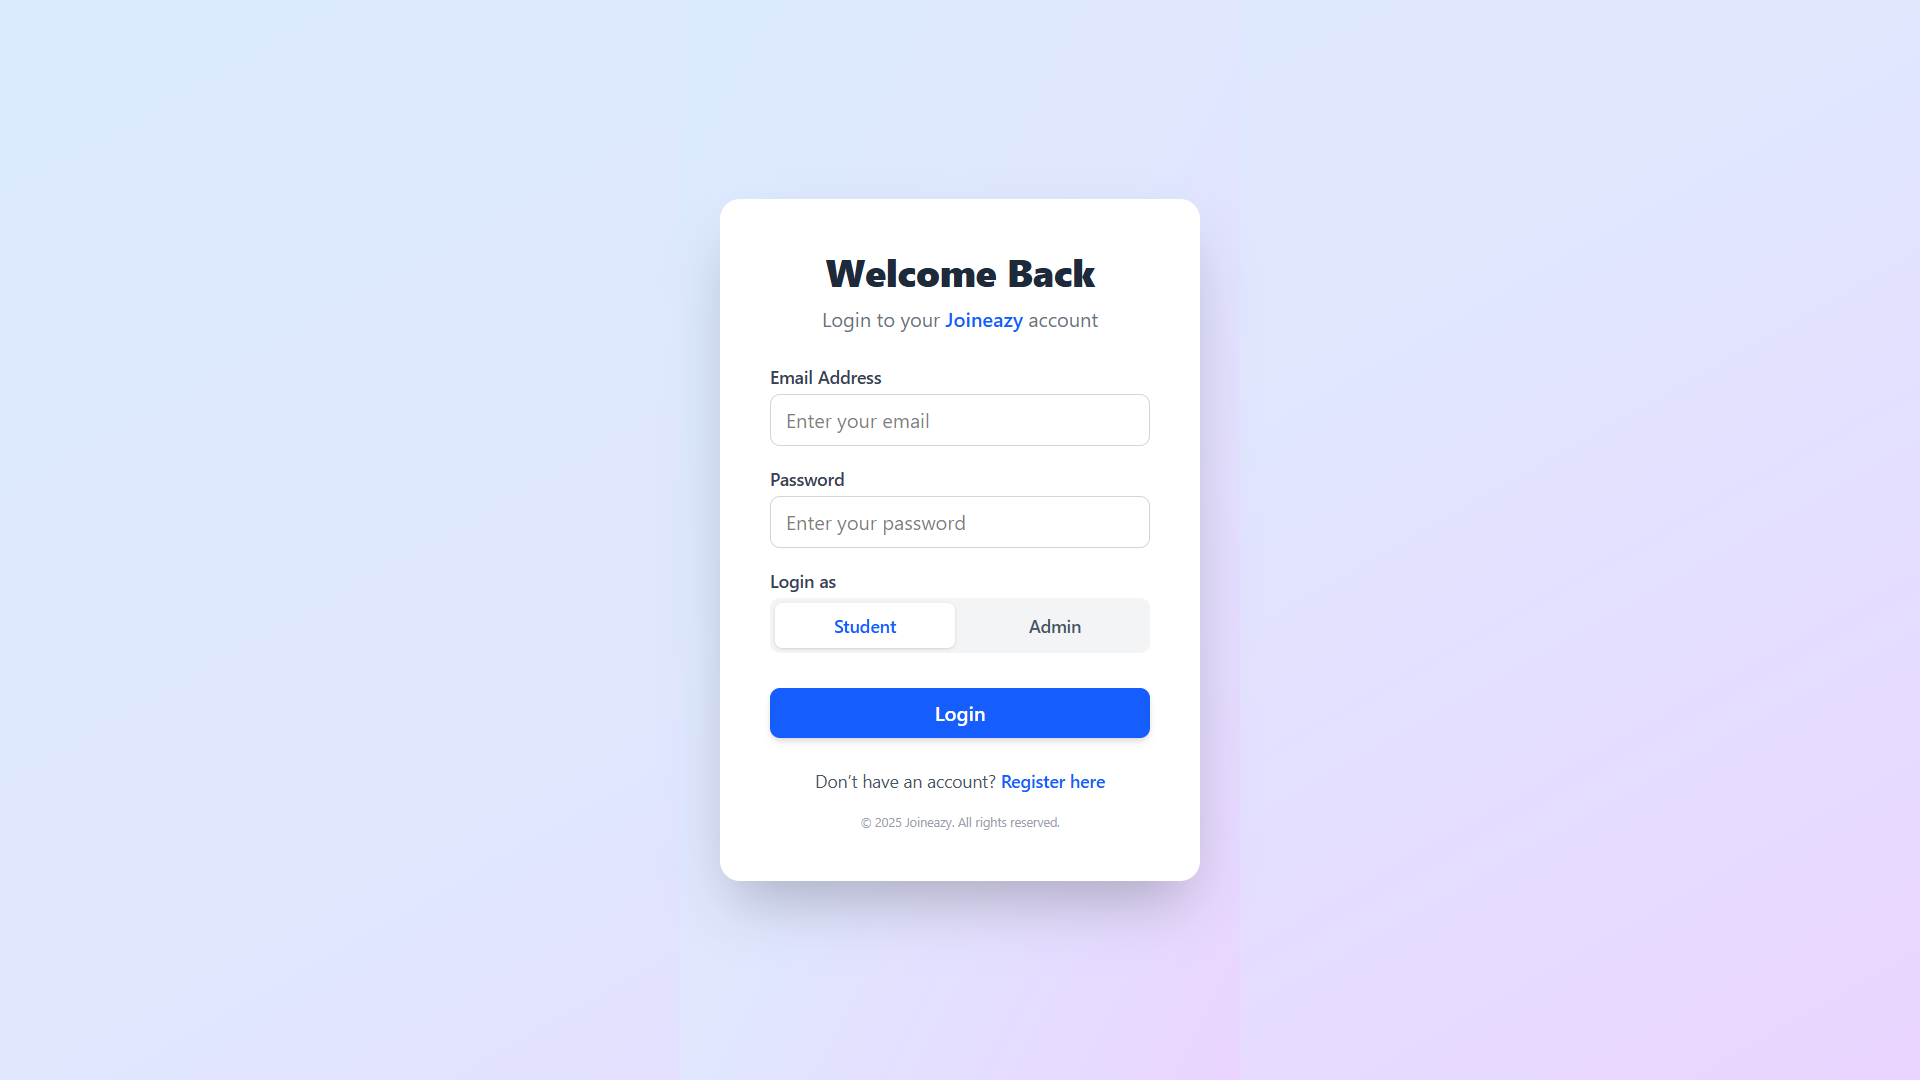 Welcome Back
Login to your Joineazy account
Email Address
Enter your email
Password
Enter your password
Login as
Student Admin
Login
Don’t have an account? Register here
© 2025 Joineazy. All rights reserved.